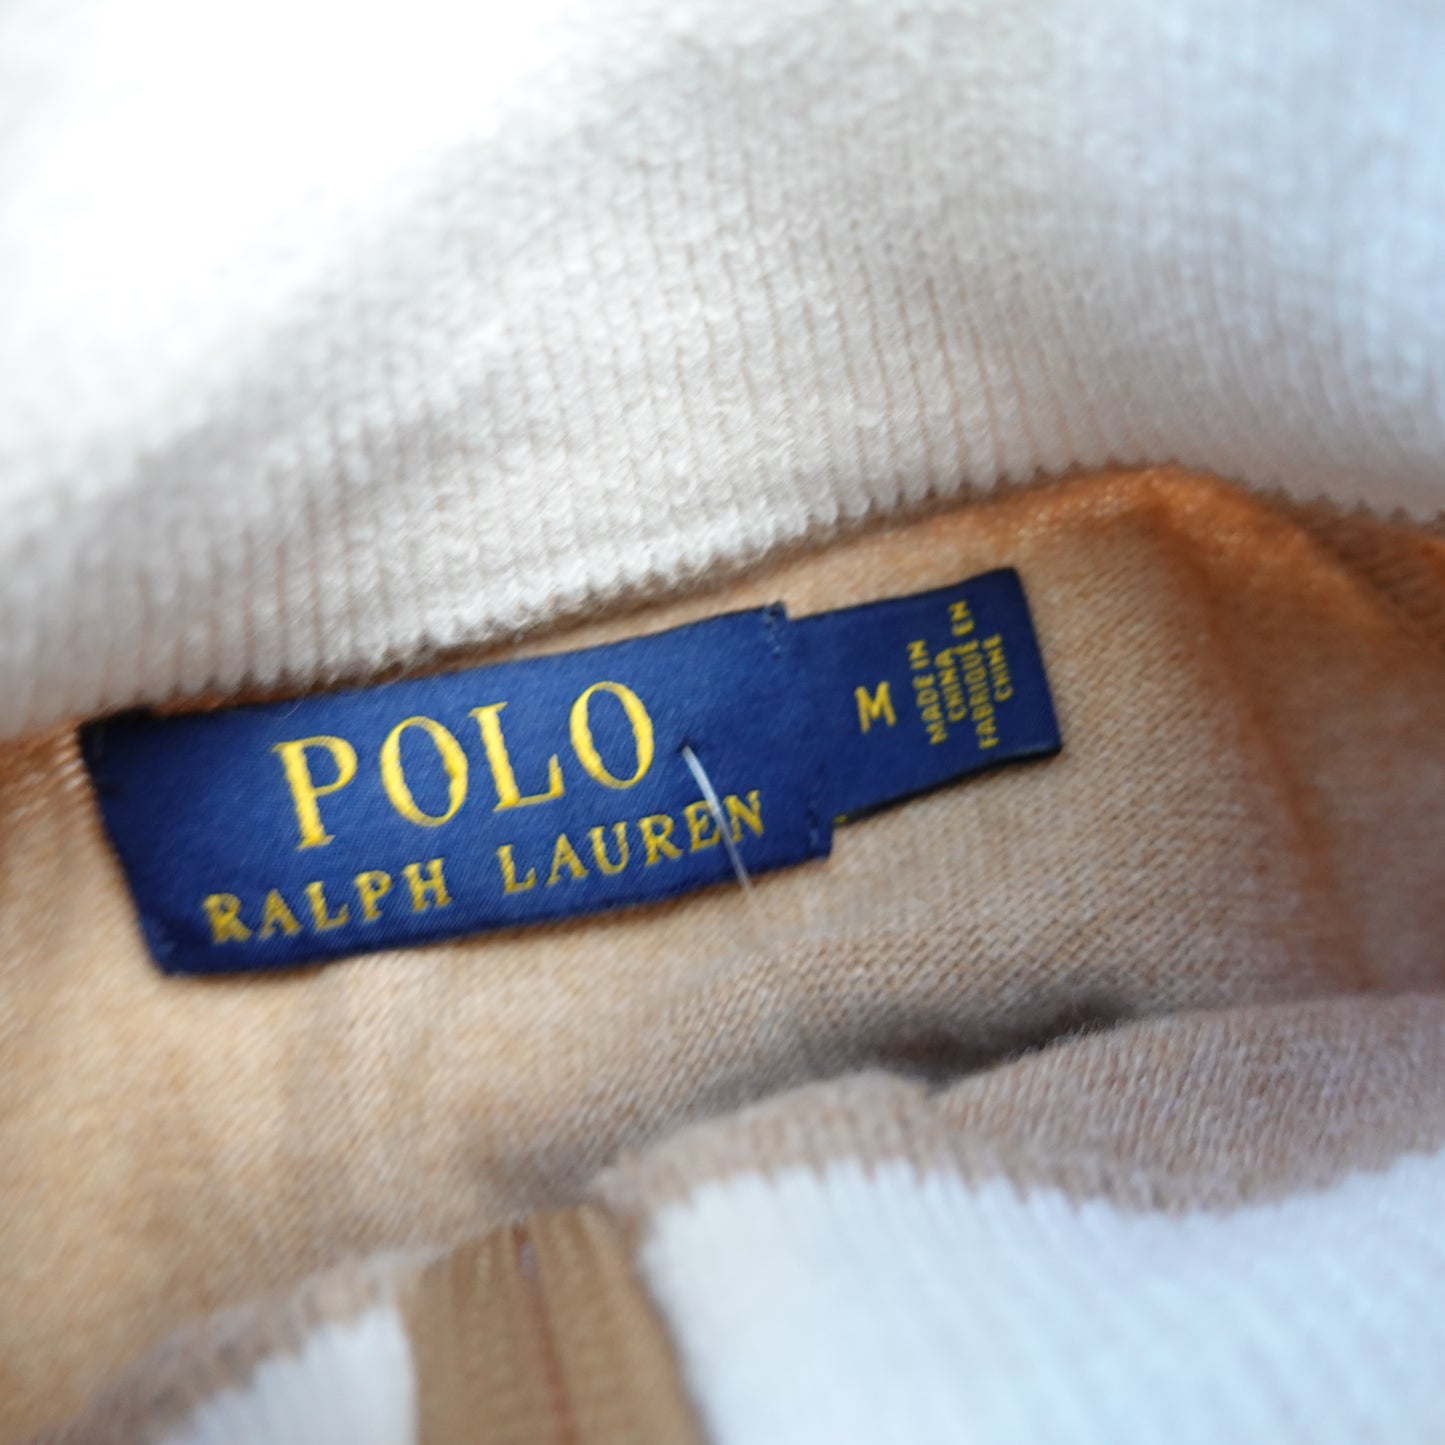 POLO
RALPH LAUREN
M
MADE IN
CHINA
FABRIQUÉ EN
CHINE